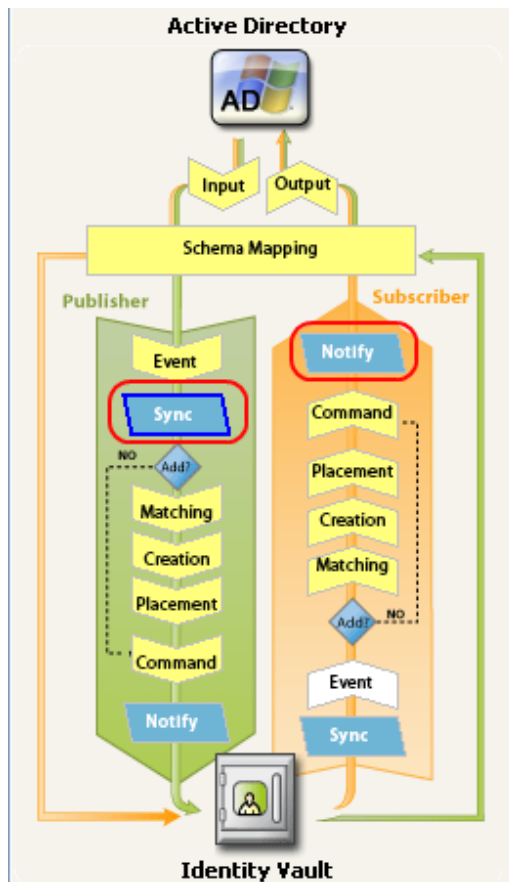 Active Directory
AD
Input
Output
Schema Mapping
Publisher
Subscriber
Event
Sync
NO
Add?
Matching
Creation
Placement
Command
Notify
Notify
Command
Placement
Creation
Matching
Add?
NO
Event
Sync
Identity Vault